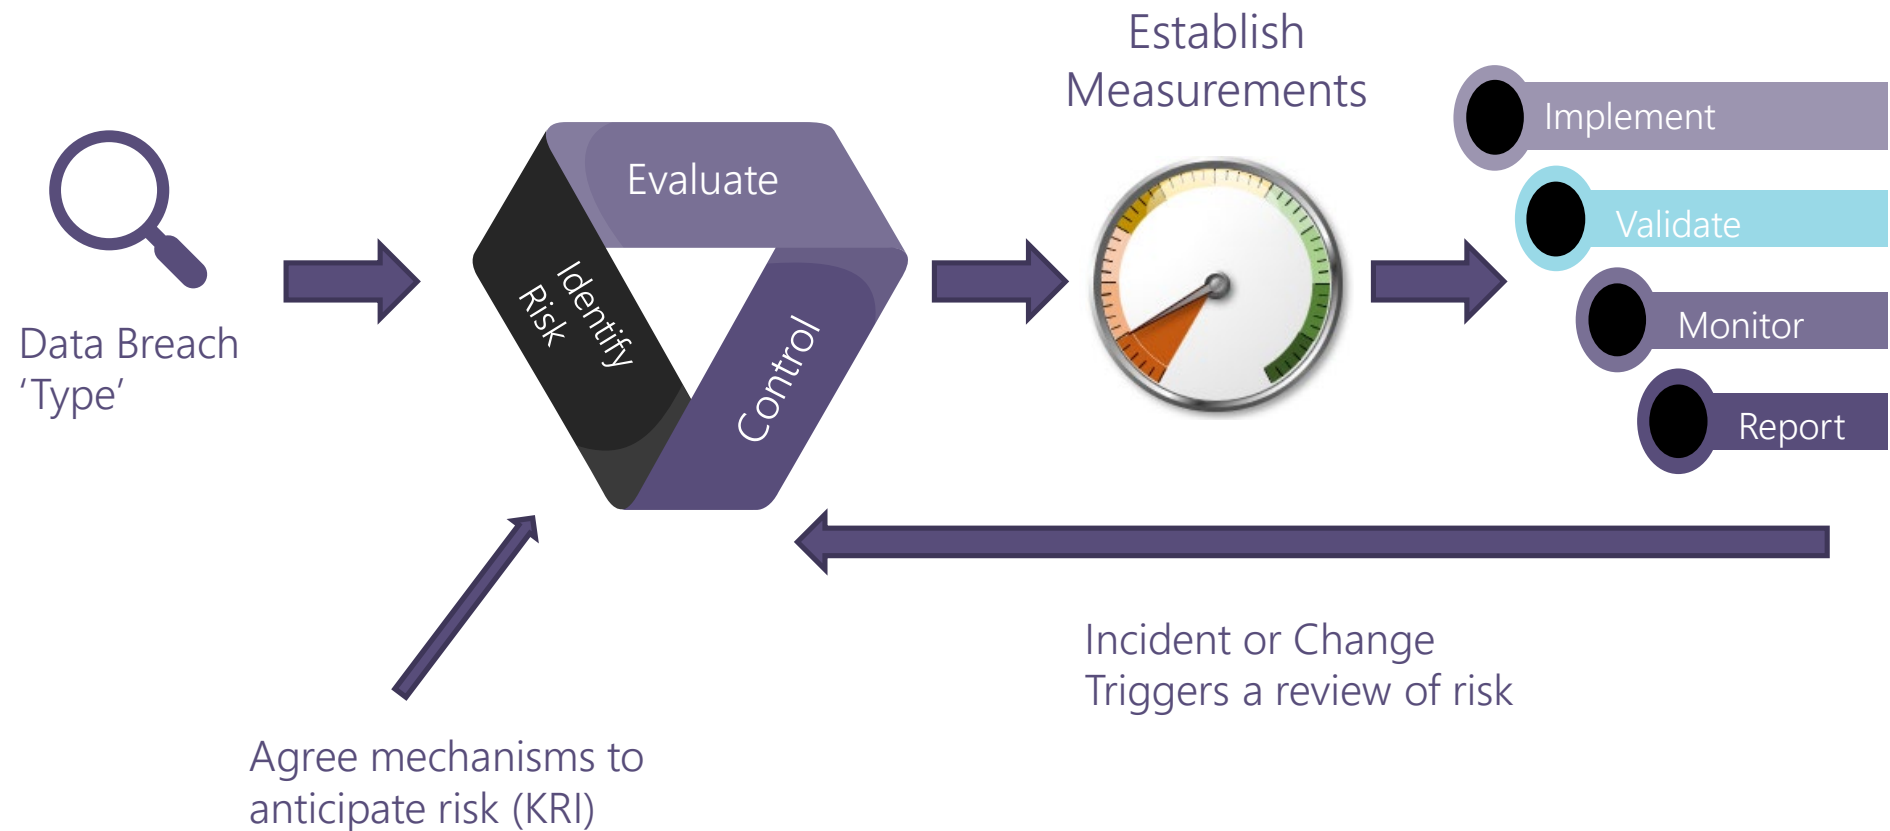 Establish
Measurements
Implement
Validate
Monitor
Report
Evaluate
Identify
Risk
Control
Data Breach
‘Type’
Incident or Change
Triggers a review of risk
Agree mechanisms to
anticipate risk (KRI)